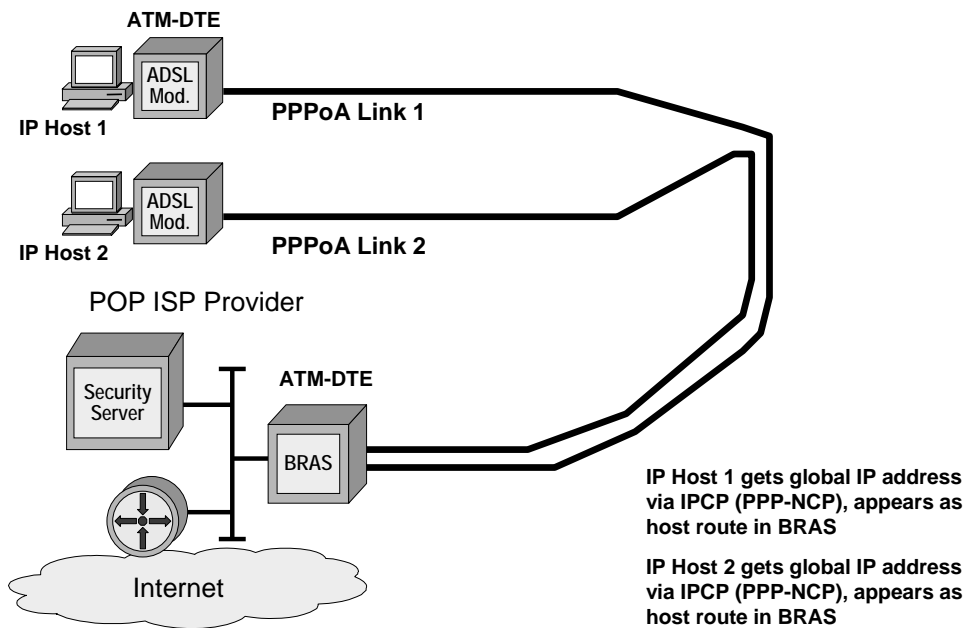 ATM-DTE
ADSL
Mod.
IP Host 1
PPPoA Link 1
ADSL
Mod.
IP Host 2
PPPoA Link 2
POP ISP Provider
Security
Server
ATM-DTE
BRAS
Internet
IP Host 1 gets global IP address
via IPCP (PPP-NCP), appears as
host route in BRAS
IP Host 2 gets global IP address
via IPCP (PPP-NCP), appears as
host route in BRAS